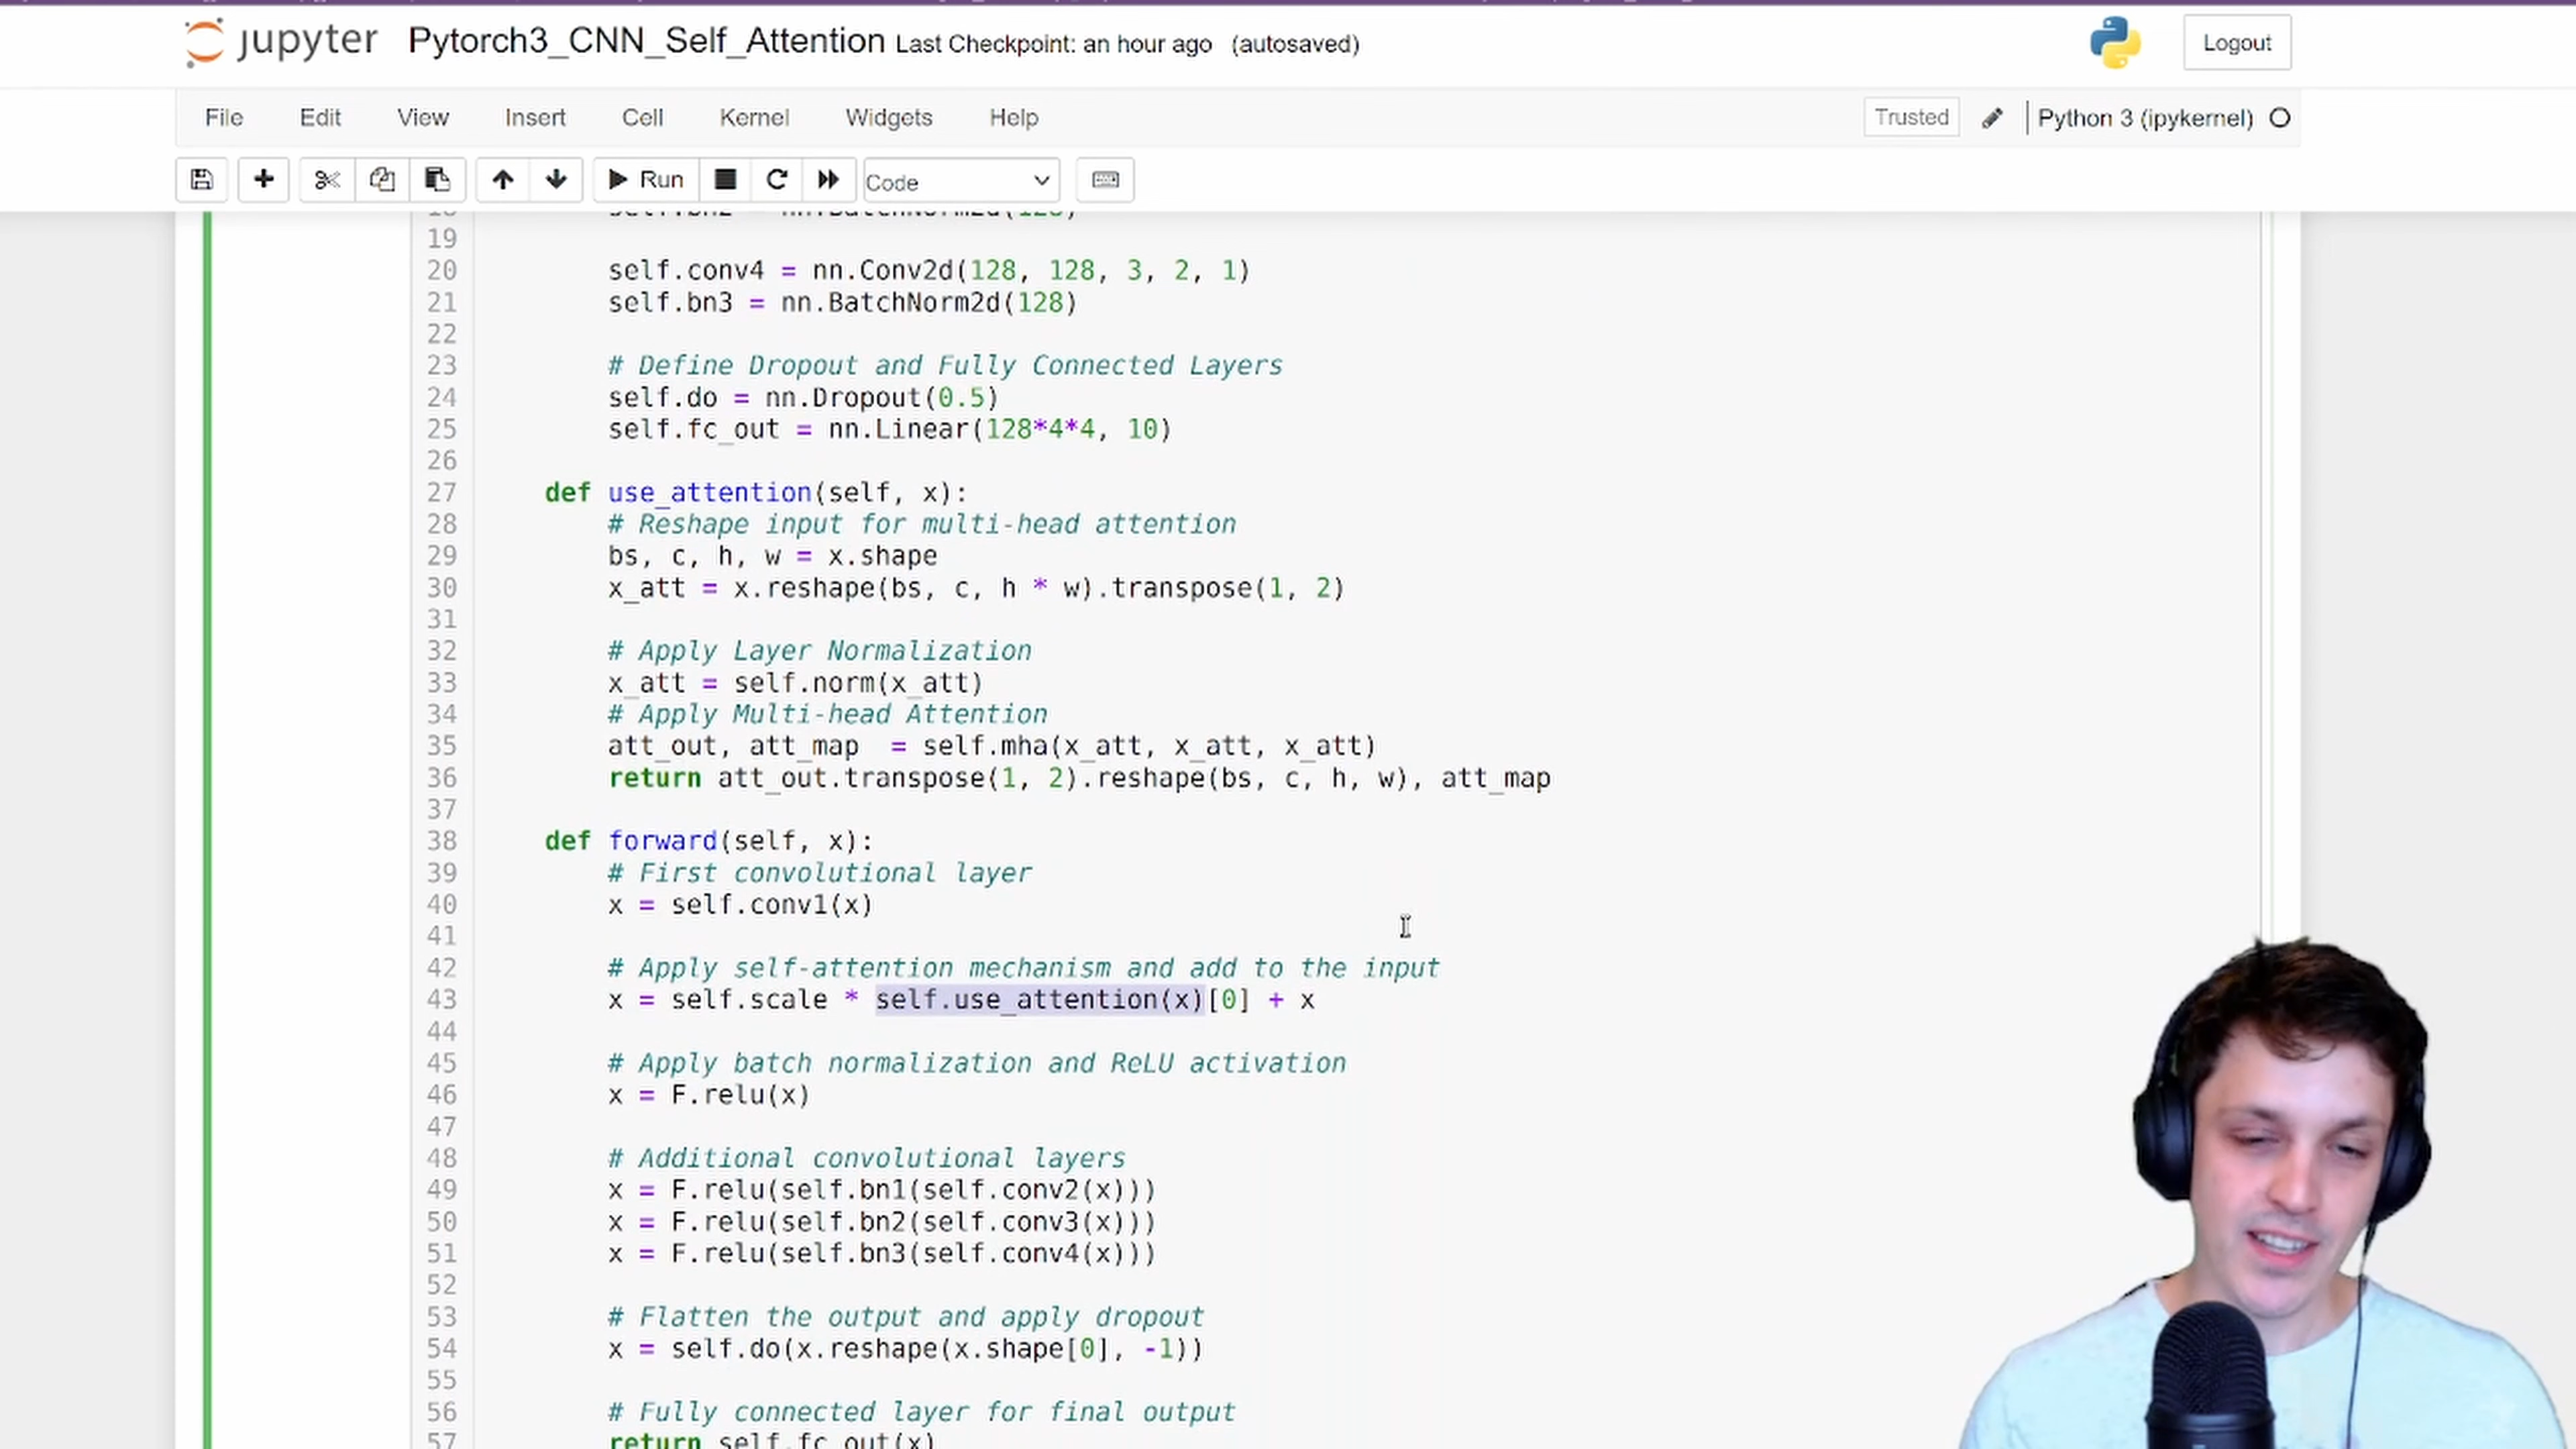 jupyter Pytorch3_CNN_Self_Attention Last Checkpoint: an hour ago (autosaved) Logout
File Edit View Insert Cell Kernel Widgets Help Trusted Python 3 (ipykernel)
Run Code
18 self.bn2 = nn.BatchNorm2d(128)
19
20 self.conv4 = nn.Conv2d(128, 128, 3, 2, 1)
21 self.bn3 = nn.BatchNorm2d(128)
22
23 # Define Dropout and Fully Connected Layers
24 self.do = nn.Dropout(0.5)
25 self.fc_out = nn.Linear(128*4*4, 10)
26
27 def use_attention(self, x):
28 # Reshape input for multi-head attention
29 bs, c, h, w = x.shape
30 x_att = x.reshape(bs, c, h * w).transpose(1, 2)
31
32 # Apply Layer Normalization
33 x_att = self.norm(x_att)
34 # Apply Multi-head Attention
35 att_out, att_map  = self.mha(x_att, x_att, x_att)
36 return att_out.transpose(1, 2).reshape(bs, c, h, w), att_map
37
38 def forward(self, x):
39 # First convolutional layer
40 x = self.conv1(x)
41
42 # Apply self-attention mechanism and add to the input
43 x = self.scale * self.use_attention(x)[0] + x
44
45 # Apply batch normalization and ReLU activation
46 x = F.relu(x)
47
48 # Additional convolutional layers
49 x = F.relu(self.bn1(self.conv2(x)))
50 x = F.relu(self.bn2(self.conv3(x)))
51 x = F.relu(self.bn3(self.conv4(x)))
52
53 # Flatten the output and apply dropout
54 x = self.do(x.reshape(x.shape[0], -1))
55
56 # Fully connected layer for final output
57 return self.fc_out(x)